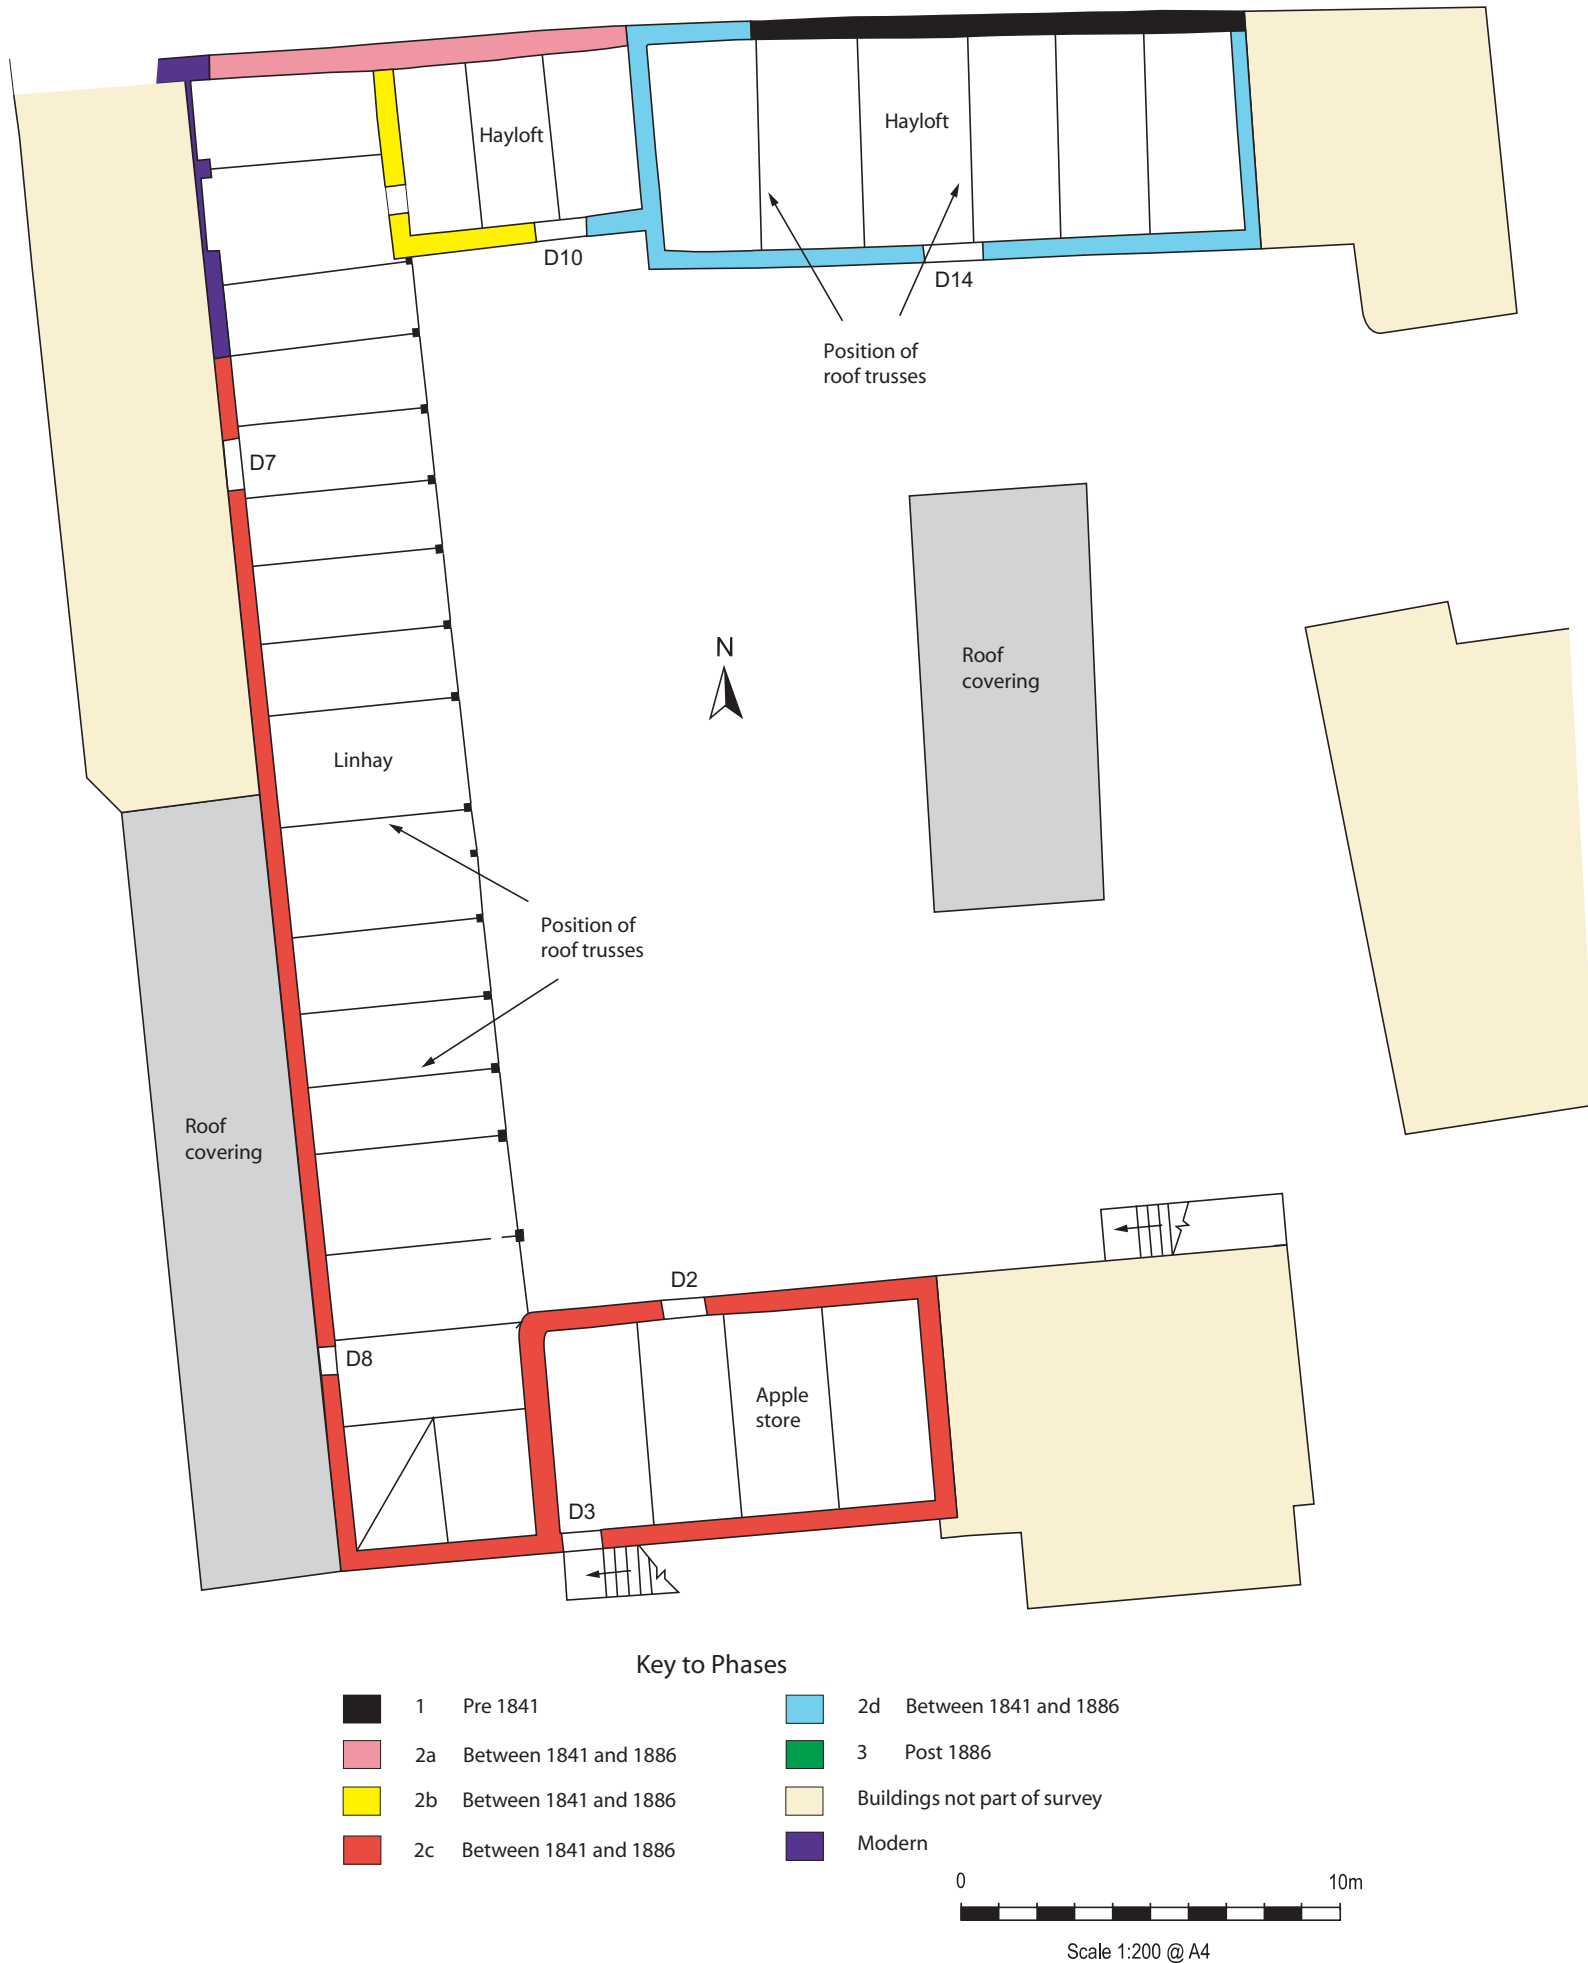 Hayloft
Hayloft
D10
D14
Position of
roof trusses
D7
N
Roof
covering
Linhay
Position of
roof trusses
Roof
covering
D2
D8
Apple
store
D3
Key to Phases
1 Pre 1841
2a Between 1841 and 1886
2b Between 1841 and 1886
2c Between 1841 and 1886
2d Between 1841 and 1886
3 Post 1886
Buildings not part of survey
Modern
0 10m
Scale 1:200 @ A4